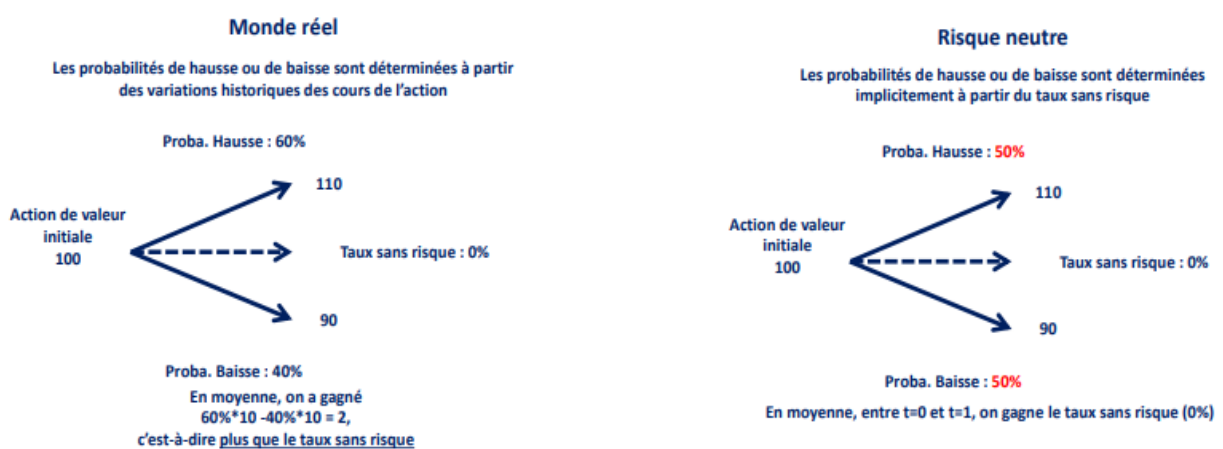 Monde réel
Les probabilités de hausse ou de baisse sont déterminées à partir
des variations historiques des cours de l'action
Proba. Hausse : 60%
110
Action de valeur
initiale
100
Taux sans risque : 0%
90
Proba. Baisse : 40%
En moyenne, on a gagné
60%*10 -40%*10 = 2,
c'est-à-dire plus que le taux sans risque
Risque neutre
Les probabilités de hausse ou de baisse sont déterminées
implicitement à partir du taux sans risque
Proba. Hausse : 50%
110
Action de valeur
initiale
100
Taux sans risque : 0%
90
Proba. Baisse : 50%
En moyenne, entre t=0 et t=1, on gagne le taux sans risque (0%)